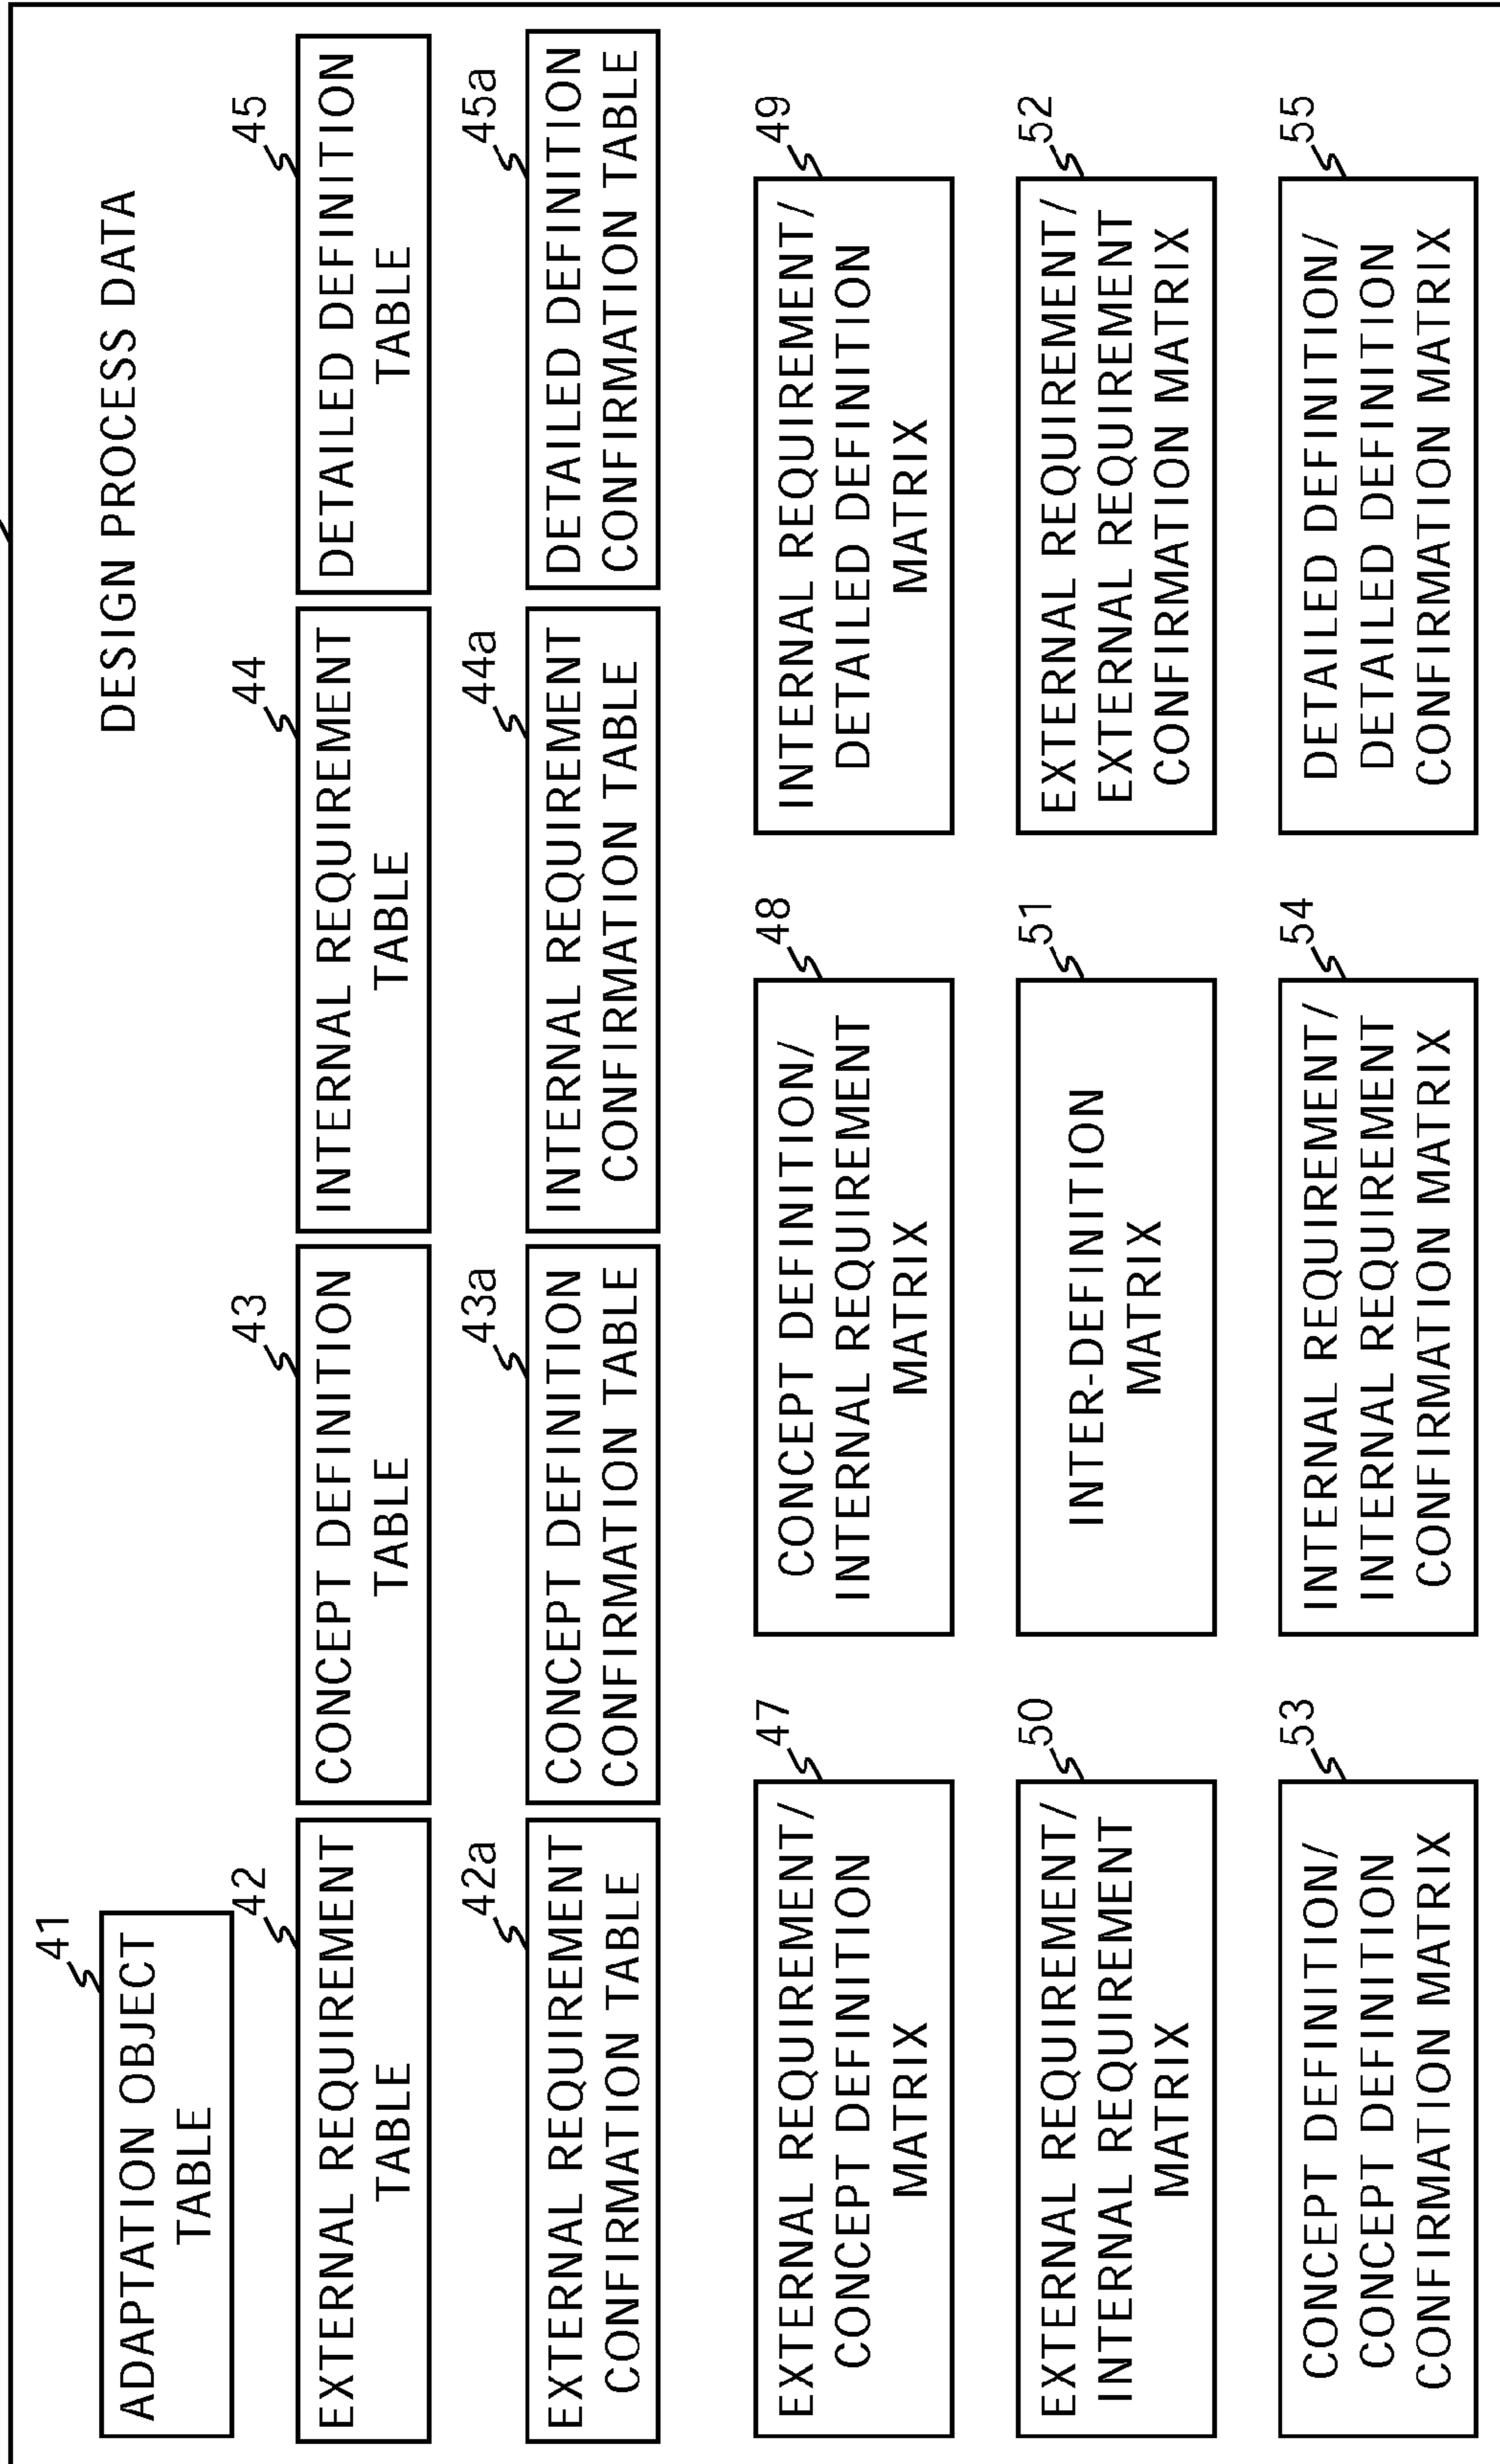 DESIGN PROCESS DATA
41
ADAPTATION OBJECT
TABLE
42
EXTERNAL REQUIREMENT
TABLE
43
CONCEPT DEFINITION
TABLE
44
INTERNAL REQUIREMENT
TABLE
45
DETAILED DEFINITION
TABLE
42a
EXTERNAL REQUIREMENT
CONFIRMATION TABLE
43a
CONCEPT DEFINITION
CONFIRMATION TABLE
44a
INTERNAL REQUIREMENT
CONFIRMATION TABLE
45a
DETAILED DEFINITION
CONFIRMATION TABLE
47
EXTERNAL REQUIREMENT/
CONCEPT DEFINITION
MATRIX
48
CONCEPT DEFINITION/
INTERNAL REQUIREMENT
MATRIX
49
INTERNAL REQUIREMENT/
DETAILED DEFINITION
MATRIX
50
EXTERNAL REQUIREMENT/
INTERNAL REQUIREMENT
MATRIX
51
INTER-DEFINITION
MATRIX
52
EXTERNAL REQUIREMENT/
EXTERNAL REQUIREMENT
CONFIRMATION MATRIX
53
CONCEPT DEFINITION/
CONCEPT DEFINITION
CONFIRMATION MATRIX
54
INTERNAL REQUIREMENT/
INTERNAL REQUIREMENT
CONFIRMATION MATRIX
55
DETAILED DEFINITION/
DETAILED DEFINITION
CONFIRMATION MATRIX